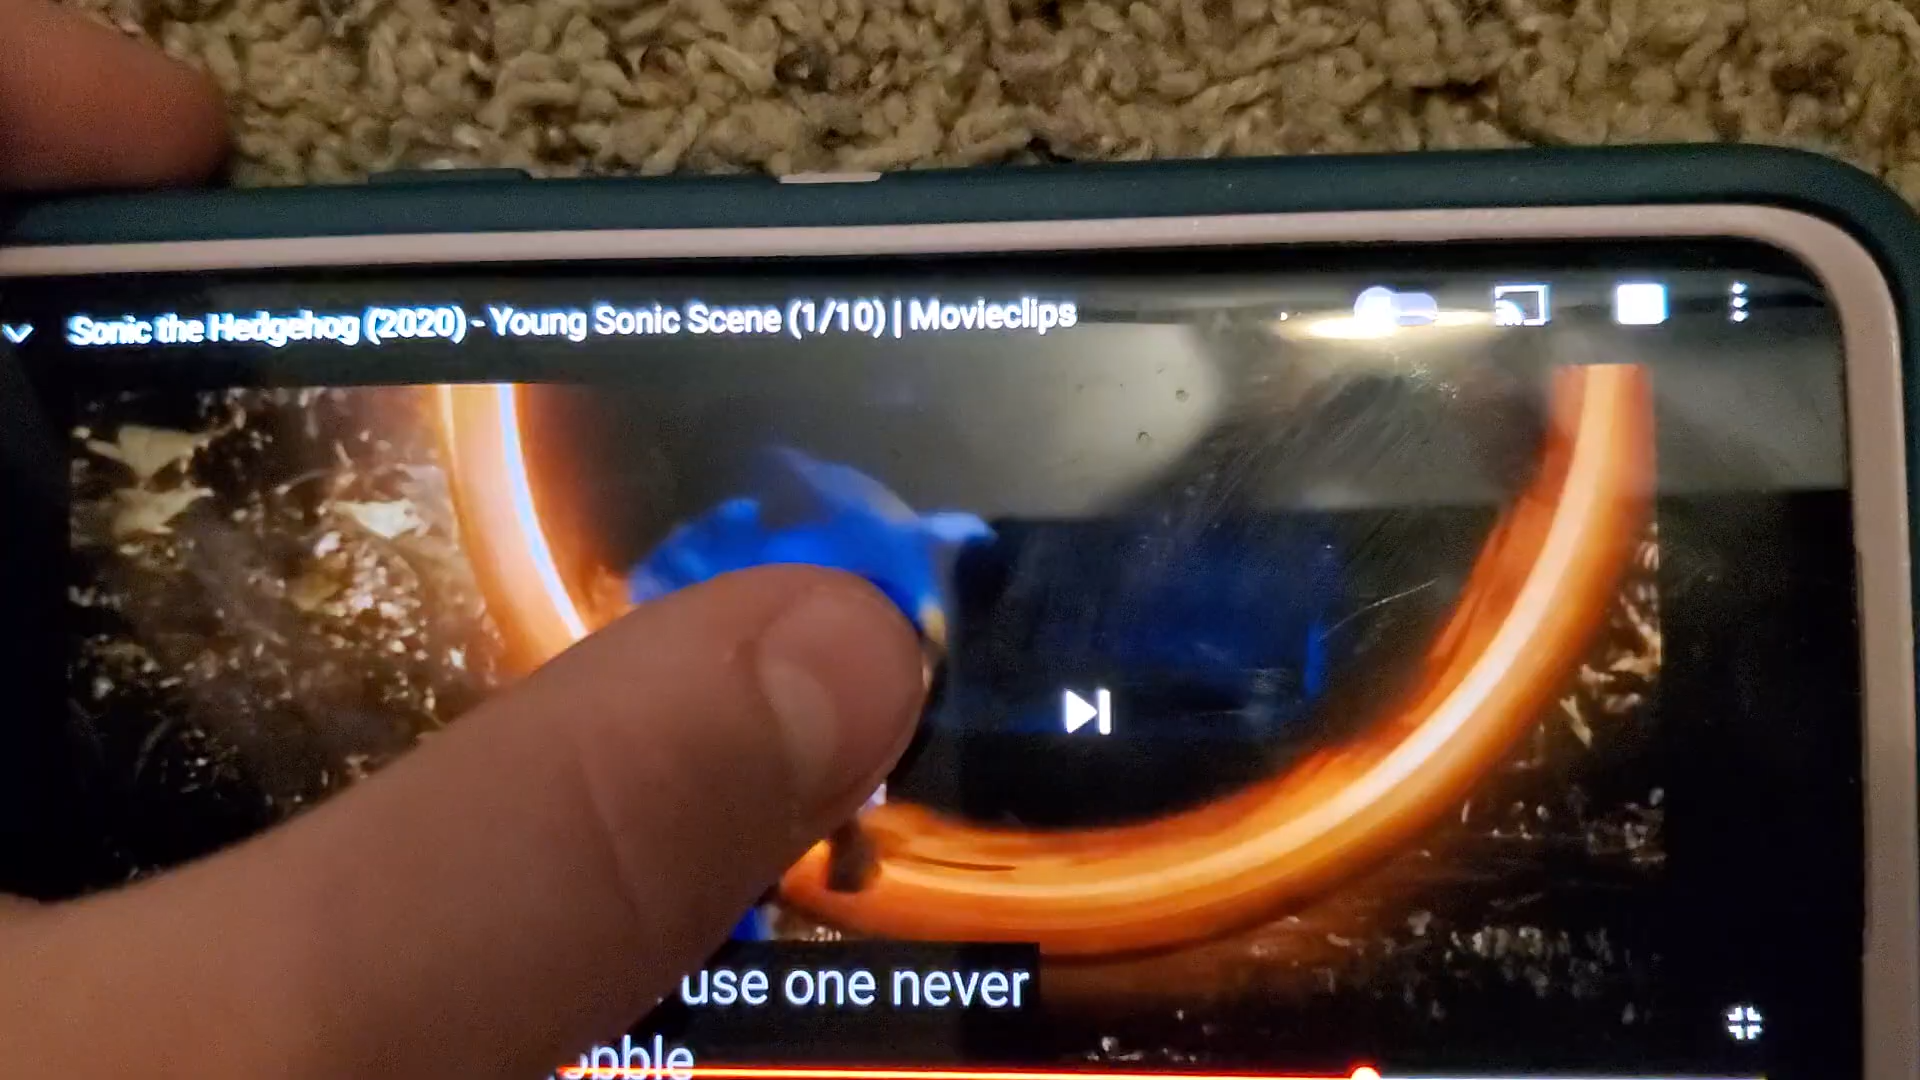 Sonic the Hedgehog (2020) - Young Sonic Scene (1/10) | Movieclips
use one never